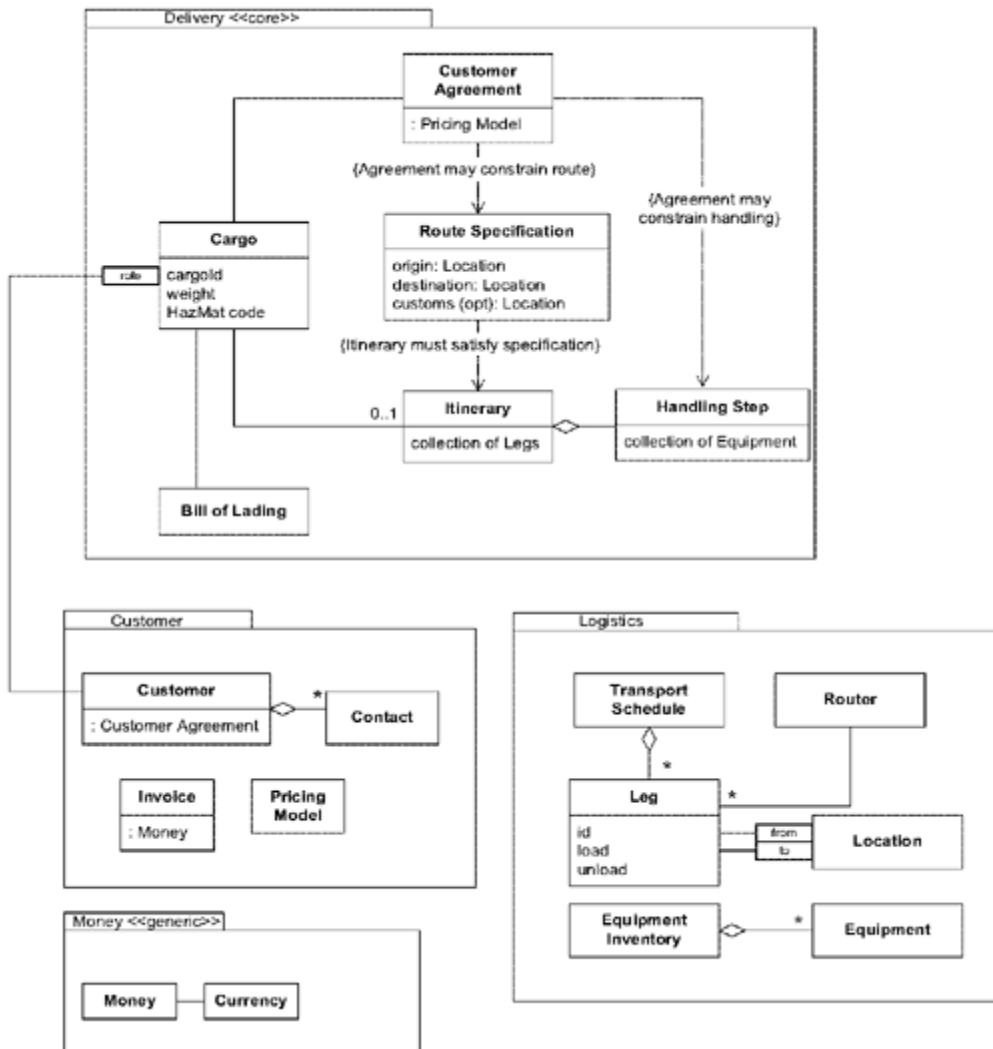 Delivery <<core>>
Customer
Agreement
: Pricing Model
{Agreement may constrain route}
{Agreement may
constrain handling}
Route Specification
origin: Location
destination: Location
customs (opt): Location
Cargo
role
cargoId
weight
HazMat code
{Itinerary must satisfy specification}
0..1
Itinerary
collection of Legs
Handling Step
collection of Equipment
Bill of Lading
Customer
Customer
: Customer Agreement
*
Contact
Invoice
: Money
Pricing
Model
Logistics
Transport
Schedule
Router
*
*
Leg
id
load
unload
from
to
Location
Equipment
Inventory
*
Equipment
Money <<generic>>
Money
Currency